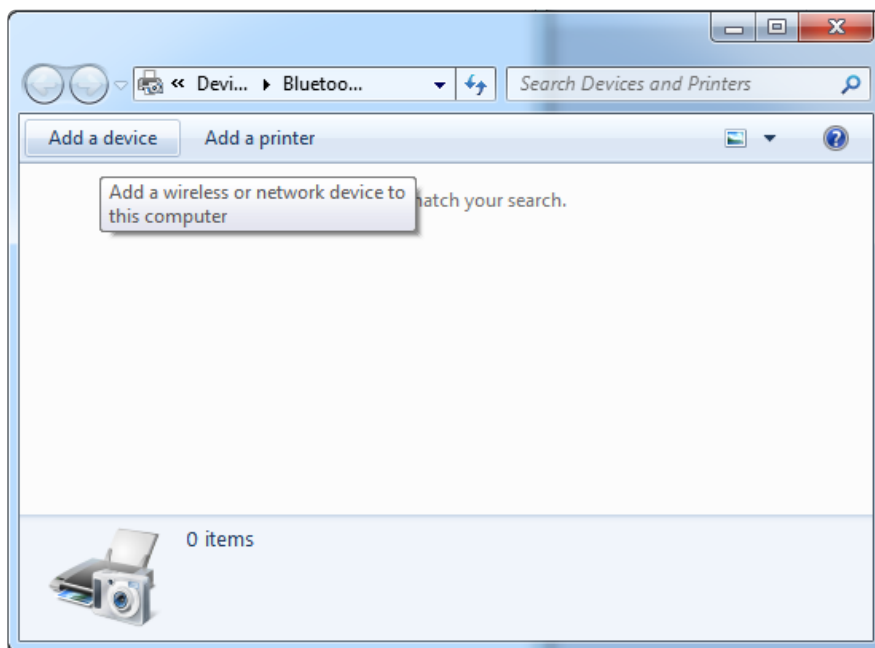 « Devi... ▸ Bluetoo...
Search Devices and Printers
Add a device
Add a printer
Add a wireless or network device to
this computer
match your search.
0 items